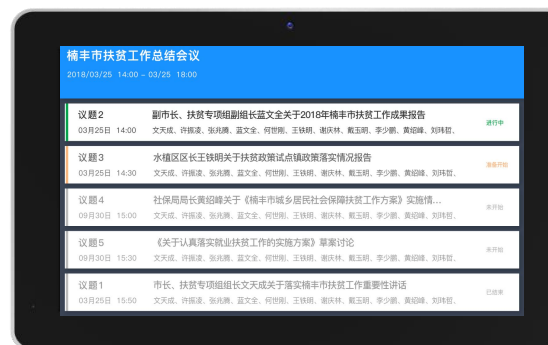 楠丰市扶贫工作总结会议
2018/03/25 14:00 - 03/25 18:00
议题2 副市长、扶贫专项组副组长蓝文全关于2018年楠丰市扶贫工作成果报告
进行中
03月25日 14:00 文天成、许振凌、张兆腾、蓝文全、何世刚、王铁明、谢庆林、戴玉明、李少鹏、黄绍峰、刘玮哲、
议题3 水榼区区长王铁明关于扶贫政策试点镇政策落实情况报告
准备开始
03月25日 14:30 文天成、许振凌、张兆腾、蓝文全、何世刚、王铁明、谢庆林、戴玉明、李少鹏、黄绍峰、刘玮哲、
议题4 社保局局长黄绍峰关于《楠丰市城乡居民社会保障扶贫工作方案》实施情...
未开始
09月30日 15:00 文天成、许振凌、张兆腾、蓝文全、何世刚、王铁明、谢庆林、戴玉明、李少鹏、黄绍峰、刘玮哲、
议题5 《关于认真落实就业扶贫工作的实施方案》草案讨论
未开始
09月30日 15:30 文天成、许振凌、张兆腾、蓝文全、何世刚、王铁明、谢庆林、戴玉明、李少鹏、黄绍峰、刘玮哲、
议题1 市长、扶贫专项组组长文天成关于落实楠丰市扶贫工作重要性讲话
已结束
03月25日 15:50 文天成、许振凌、张兆腾、蓝文全、何世刚、王铁明、谢庆林、戴玉明、李少鹏、黄绍峰、刘玮哲、